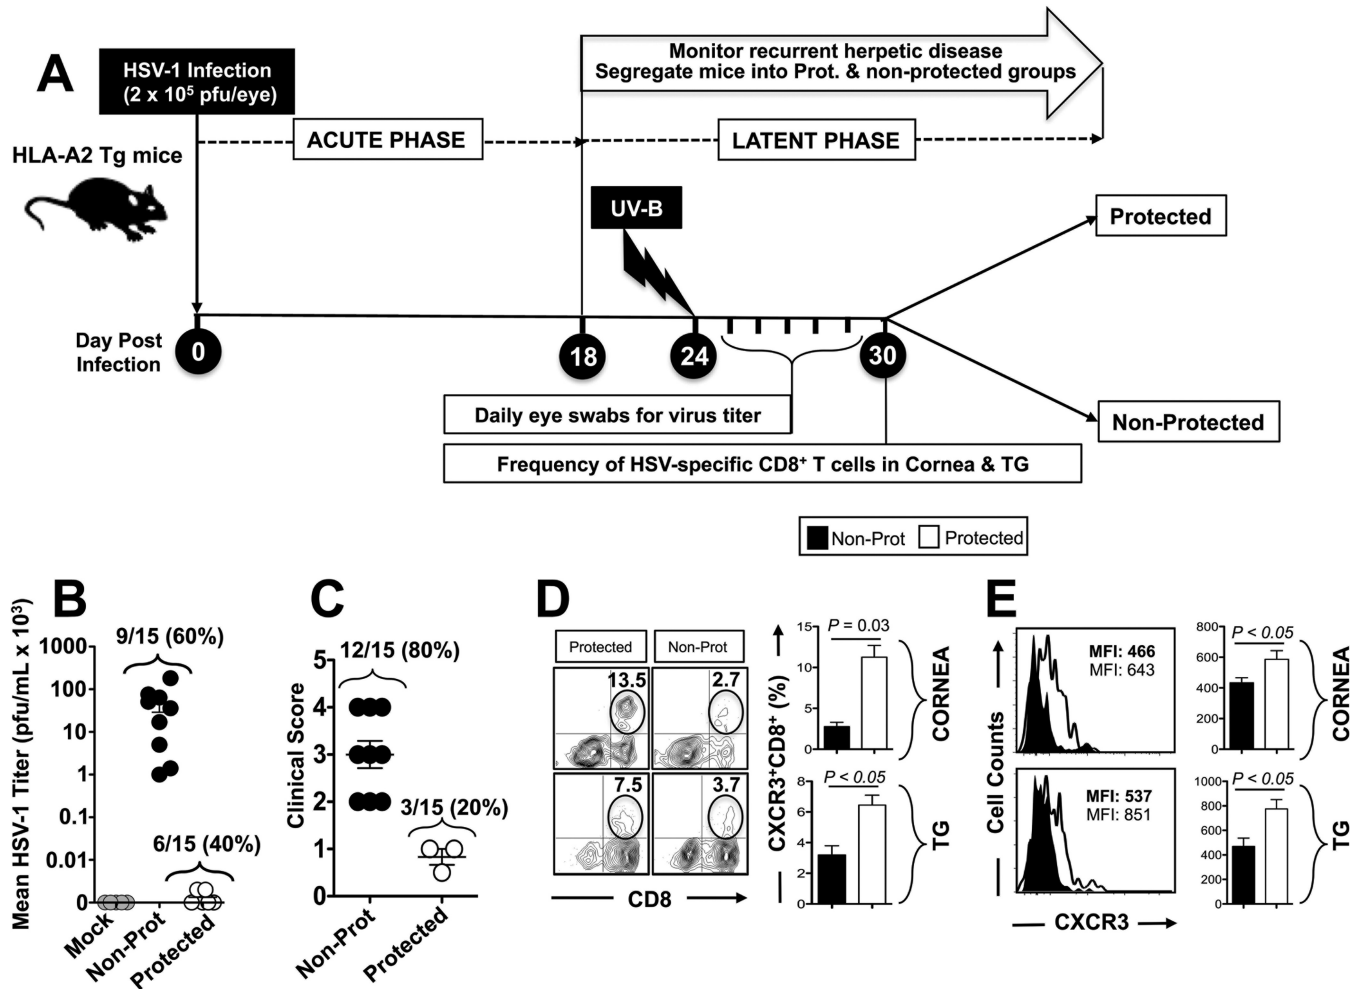 A
HSV-1 Infection
(2 x 10⁵ pfu/eye)
Monitor recurrent herpetic disease
Segregate mice into Prot. & non-protected groups
ACUTE PHASE
LATENT PHASE
HLA-A2 Tg mice
UV-B
Protected
Day Post
Infection
0
18
24
30
Daily eye swabs for virus titer
Non-Protected
Frequency of HSV-specific CD8⁺ T cells in Cornea & TG
Non-Prot
Protected
B
Mean HSV-1 Titer (pfu/mL x 10³)
9/15 (60%)
1000
100
10
1
0.1
0.01
0
6/15 (40%)
Mock
Non-Prot
Protected
C
Clinical Score
12/15 (80%)
5
4
3
2
1
0
3/15 (20%)
Non-Prot
Protected
D
Protected
Non-Prot
13.5
2.7
7.5
3.7
CD8
CXCR3⁺CD8⁺ (%)
15
10
5
0
P = 0.03
CORNEA
8
6
4
2
0
P < 0.05
TG
E
Cell Counts
MFI: 466
MFI: 643
MFI: 537
MFI: 851
CXCR3
800
600
400
200
0
P < 0.05
CORNEA
1000
800
600
400
200
0
P < 0.05
TG